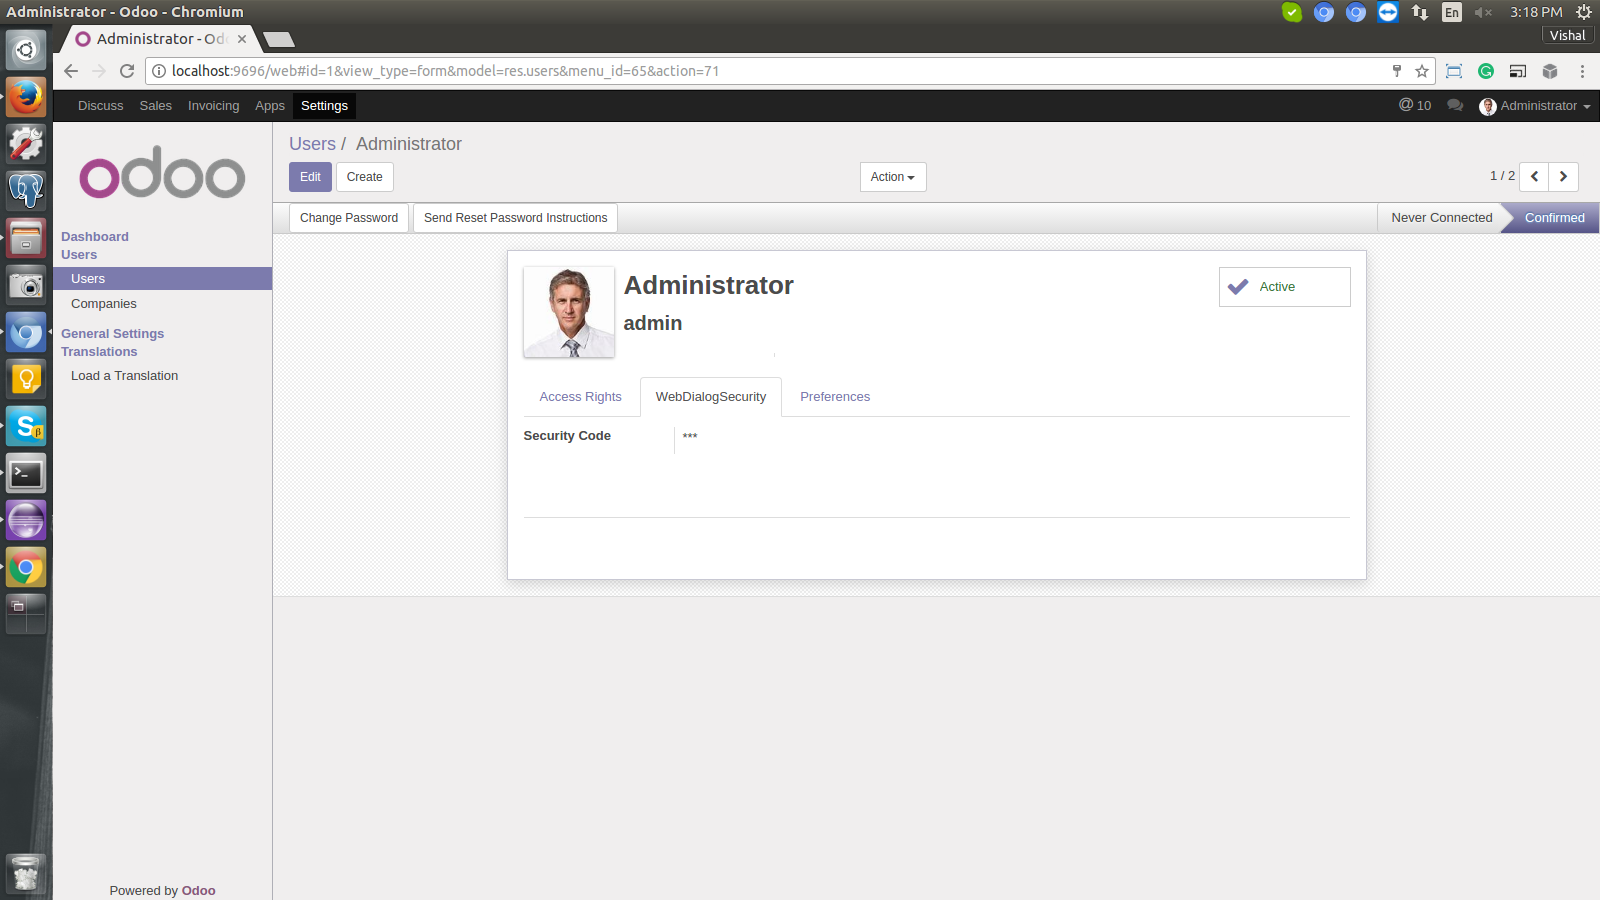 Administrator - Odoo - Chromium
En
3:18 PM
Administrator - Od
Vishal
localhost:9696/web#id=1&view_type=form&model=res.users&menu_id=65&action=71
Discuss Sales Invoicing Apps Settings
@ 10
Administrator
odoo
Users / Administrator
Edit Create
Action
1 / 2
Change Password Send Reset Password Instructions
Never Connected Confirmed
Dashboard
Users
Users
Companies
General Settings
Translations
Load a Translation
Administrator
admin
Active
Access Rights WebDialogSecurity Preferences
Security Code ***
Powered by Odoo